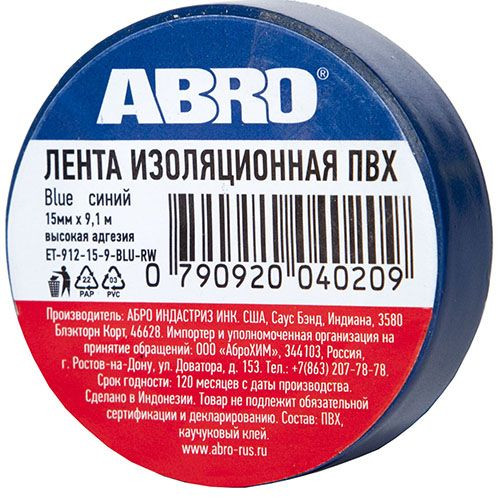 ABRO®
ЛЕНТА ИЗОЛЯЦИОННАЯ ПВХ
Blue синий
15мм х 9,1 м
высокая адгезия
ET-912-15-9-BLU-RW
22 PAP 03 PVC
0 790920 040209
Производитель: АБРО ИНДАСТРИЗ ИНК. США, Саус Бэнд, Индиана, 3580
Блэкторн Корт, 46628. Импортер и уполномоченная организация на
принятие обращений: ООО «АброХИМ», 344103, Россия,
г. Ростов-на-Дону, ул. Доватора, д. 153. Тел.: +7(863) 207-78-78.
Срок годности: 120 месяцев с даты производства.
Сделано в Индонезии. Товар не подлежит обязательной
сертификации и декларированию. Состав: ПВХ,
каучуковый клей.
www.abro-rus.ru